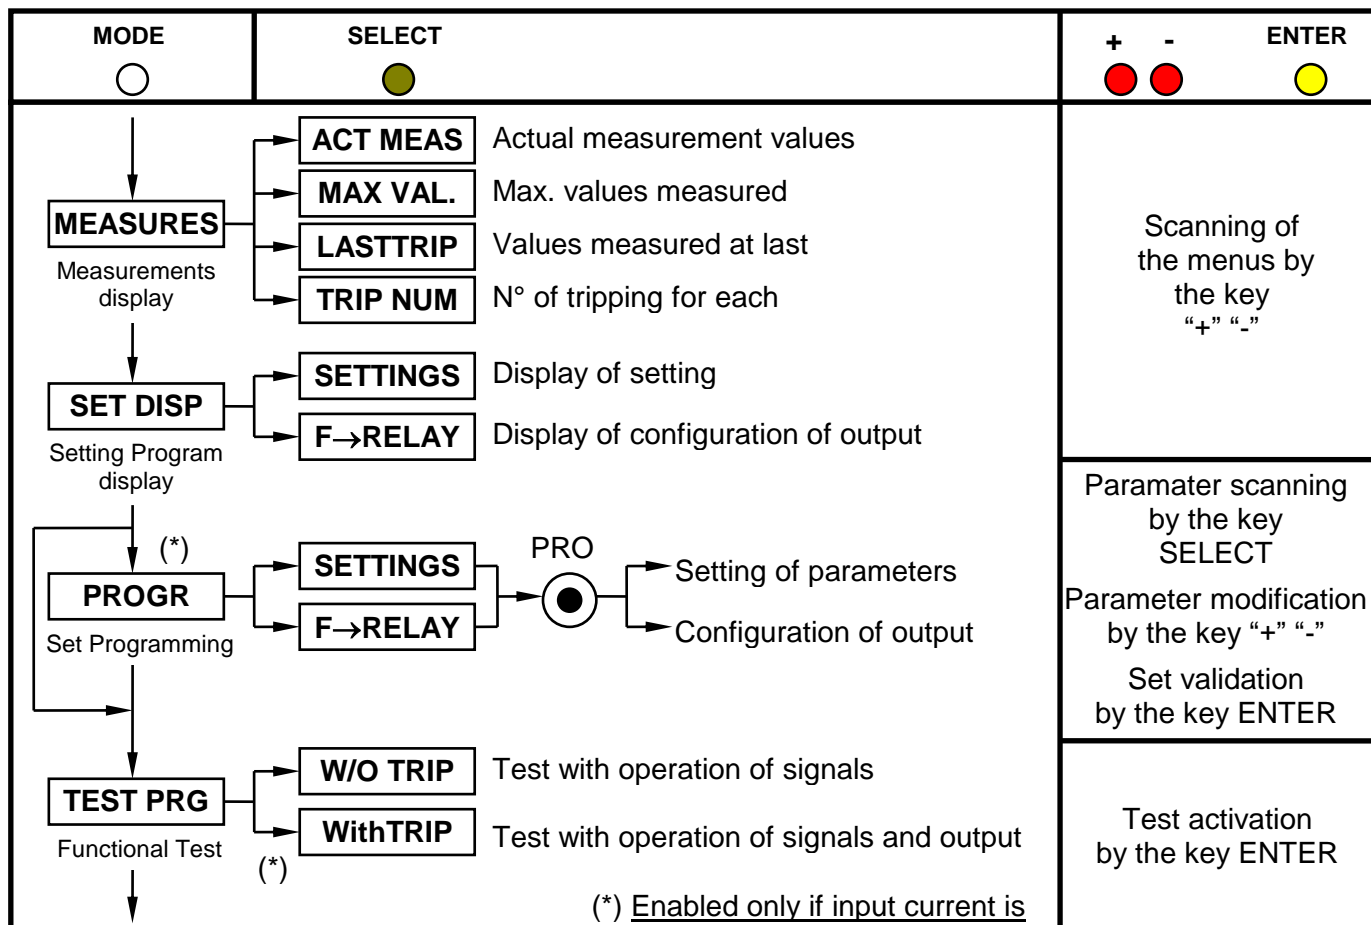 MODE
SELECT
+ -
ENTER
ACT MEAS Actual measurement values
MAX VAL. Max. values measured
MEASURES
LASTTRIP Values measured at last
Measurements
display
TRIP NUM N° of tripping for each
Scanning of
the menus by
the key
“+” “-”
SETTINGS Display of setting
SET DISP
F→RELAY Display of configuration of output
Setting Program
display
Paramater scanning
by the key
SELECT
Parameter modification
by the key “+” “-”
Set validation
by the key ENTER
(*)
SETTINGS
PRO
Setting of parameters
PROGR
F→RELAY
Configuration of output
Set Programming
W/O TRIP Test with operation of signals
TEST PRG
WithTRIP Test with operation of signals and output
Functional Test
(*)
Test activation
by the key ENTER
(*) Enabled only if input current is